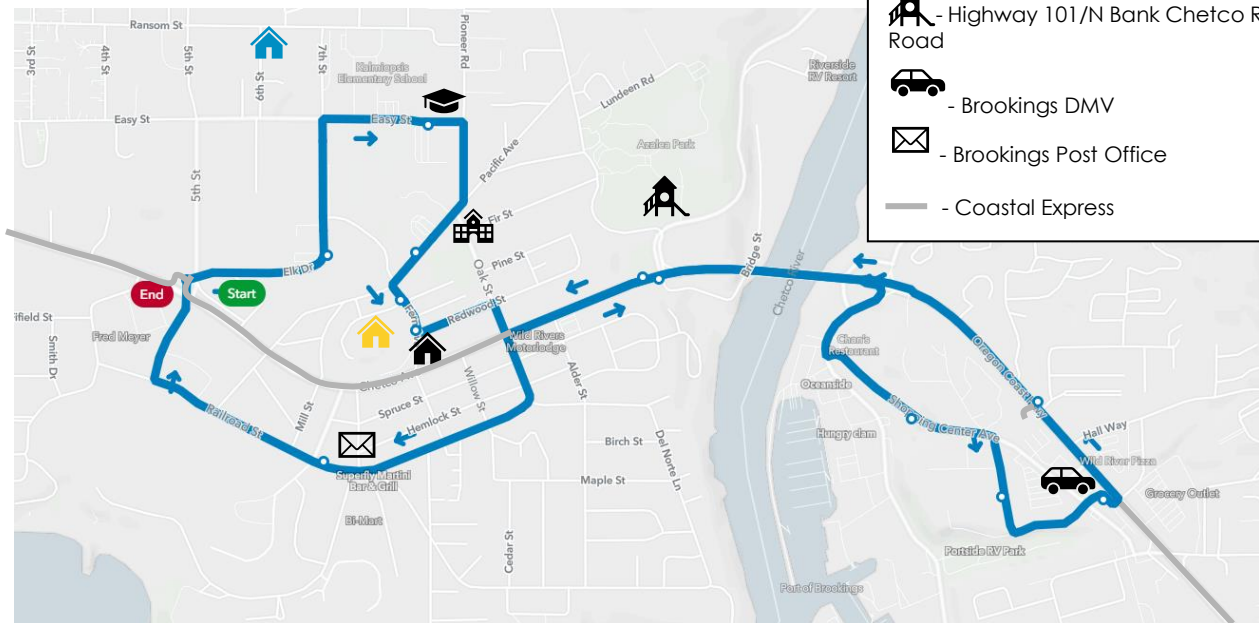 - Highway 101/N Bank Chetco R
Road
- Brookings DMV
- Brookings Post Office
- Coastal Express
Ransom St
3rd St
4th St
5th St
6th St
7th St
Pioneer Rd
Kalmiopsis
Elementary School
Riverside
RV Resort
Lundeen Rd
Easy St
Easy St
Azalea Park
Pacific Ave
5th St
Fir St
Pine St
Oak St
Bridge St
Chetco River
Elk Dr
End
Start
Fern
Redwood St
ifield St
Fred Meyer
Smith Dr
Wild Rivers
Motorlodge
Chetco Av
Chan's
Restaurant
Oregon Coast Hwy
Oceanside
Willow St
Alder St
Spruce St
Mill St
Hemlock St
Railroad St
Shopping Center Ave
Hungry clam
Hall Way
Birch St
Del Norte Ln
Wild River Pizza
Superfly Martini
Bar & Grill
Maple St
Grocery Outlet
Bi-Mart
Cedar St
Portside RV Park
Port of Brookings